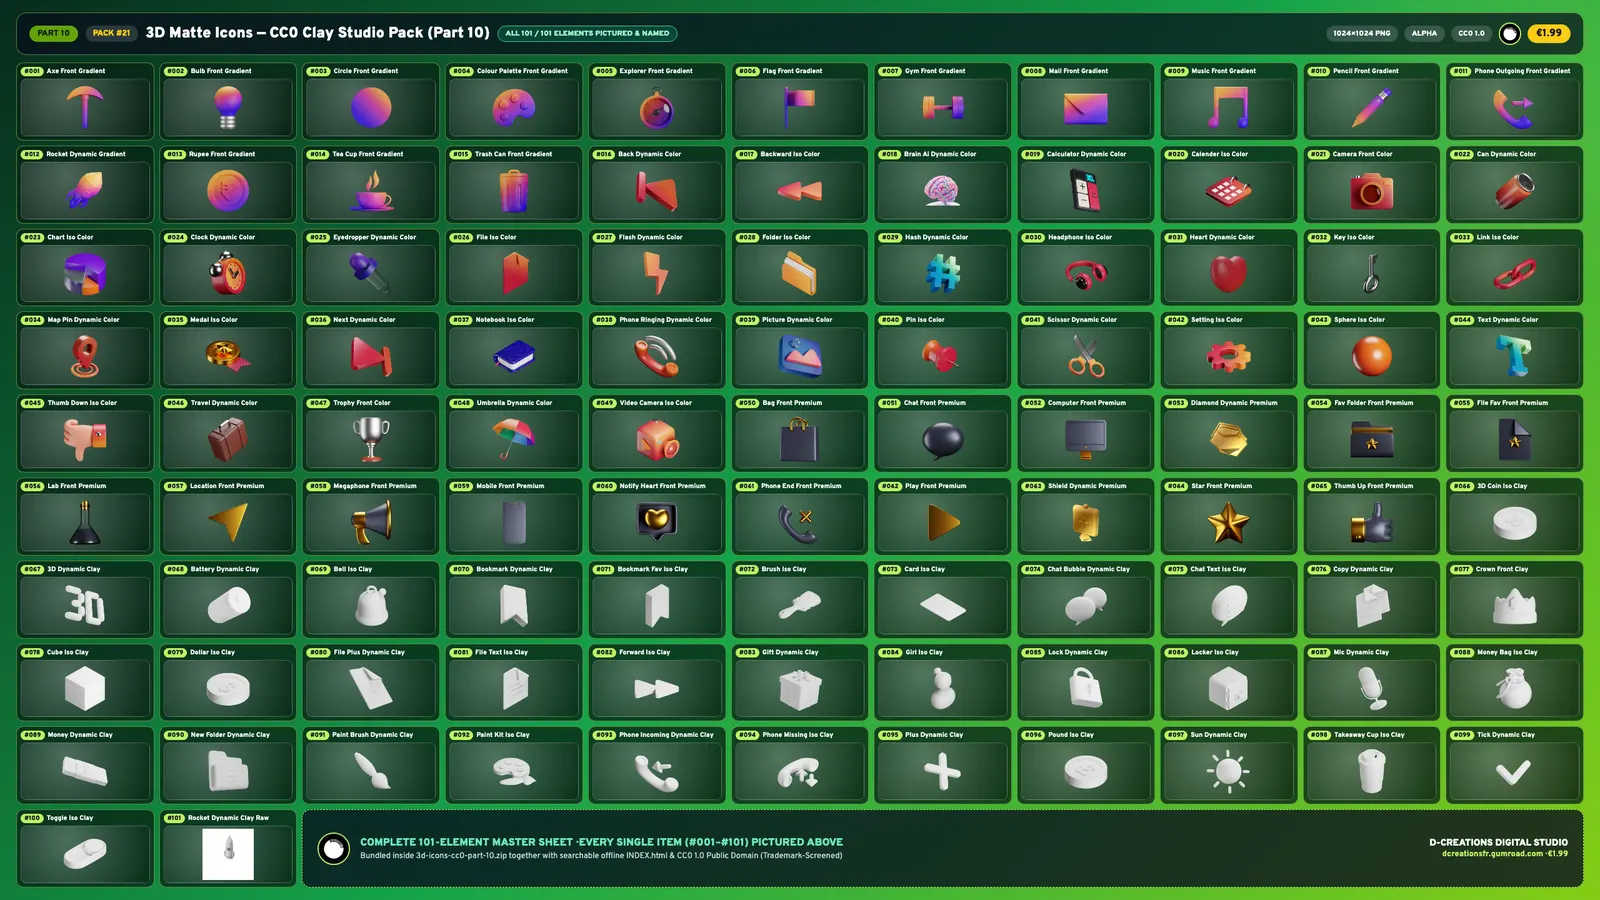 PART 10 PACK #21 3D Matte Icons – CC0 Clay Studio Pack (Part 10) ALL 101 / 101 ELEMENTS PICTURED & NAMED 1024×1024 PNG ALPHA CC0 1.0 €1.99
#001 Axe Front Gradient #002 Bulb Front Gradient #003 Circle Front Gradient #004 Colour Palette Front Gradient #005 Explorer Front Gradient #006 Flag Front Gradient #007 Gym Front Gradient #008 Mail Front Gradient #009 Music Front Gradient #010 Pencil Front Gradient #011 Phone Outgoing Front Gradient
#012 Rocket Dynamic Gradient #013 Rupee Front Gradient #014 Tea Cup Front Gradient #015 Trash Can Front Gradient #016 Back Dynamic Color #017 Backward Iso Color #018 Brain Ai Dynamic Color #019 Calculator Dynamic Color #020 Calender Iso Color #021 Camera Front Color #022 Can Dynamic Color
#023 Chart Iso Color #024 Clock Dynamic Color #025 Eyedropper Dynamic Color #026 File Iso Color #027 Flash Dynamic Color #028 Folder Iso Color #029 Hash Dynamic Color #030 Headphone Iso Color #031 Heart Dynamic Color #032 Key Iso Color #033 Link Iso Color
#034 Map Pin Dynamic Color #035 Medal Iso Color #036 Next Dynamic Color #037 Notebook Iso Color #038 Phone Ringing Dynamic Color #039 Picture Dynamic Color #040 Pin Iso Color #041 Scissor Dynamic Color #042 Setting Iso Color #043 Sphere Iso Color #044 Text Dynamic Color
#045 Thumb Down Iso Color #046 Travel Dynamic Color #047 Trophy Front Color #048 Umbrella Dynamic Color #049 Video Camera Iso Color #050 Bag Front Premium #051 Chat Front Premium #052 Computer Front Premium #053 Diamond Dynamic Premium #054 Fav Folder Front Premium #055 File Fav Front Premium
#056 Lab Front Premium #057 Location Front Premium #058 Megaphone Front Premium #059 Mobile Front Premium #060 Notify Heart Front Premium #061 Phone End Front Premium #062 Play Front Premium #063 Shield Dynamic Premium #064 Star Front Premium #065 Thumb Up Front Premium #066 3D Coin Iso Clay
#067 3D Dynamic Clay #068 Battery Dynamic Clay #069 Bell Iso Clay #070 Bookmark Dynamic Clay #071 Bookmark Fav Iso Clay #072 Brush Iso Clay #073 Card Iso Clay #074 Chat Bubble Dynamic Clay #075 Chat Text Iso Clay #076 Copy Dynamic Clay #077 Crown Front Clay
3D
#078 Cube Iso Clay #079 Dollar Iso Clay #080 File Plus Dynamic Clay #081 File Text Iso Clay #082 Forward Iso Clay #083 Gift Dynamic Clay #084 Girl Iso Clay #085 Lock Dynamic Clay #086 Locker Iso Clay #087 Mic Dynamic Clay #088 Money Bag Iso Clay
#089 Money Dynamic Clay #090 New Folder Dynamic Clay #091 Paint Brush Dynamic Clay #092 Paint Kit Iso Clay #093 Phone Incoming Dynamic Clay #094 Phone Missing Iso Clay #095 Plus Dynamic Clay #096 Pound Iso Clay #097 Sun Dynamic Clay #098 Takeaway Cup Iso Clay #099 Tick Dynamic Clay
#100 Toggle Iso Clay #101 Rocket Dynamic Clay Raw
COMPLETE 101-ELEMENT MASTER SHEET · EVERY SINGLE ITEM (#001–#101) PICTURED ABOVE
Bundled inside 3d-icons-cc0-part-10.zip together with searchable offline INDEX.html & CC0 1.0 Public Domain (Trademark-Screened)
D-CREATIONS DIGITAL STUDIO
dcreationsfr.gumroad.com · €1.99